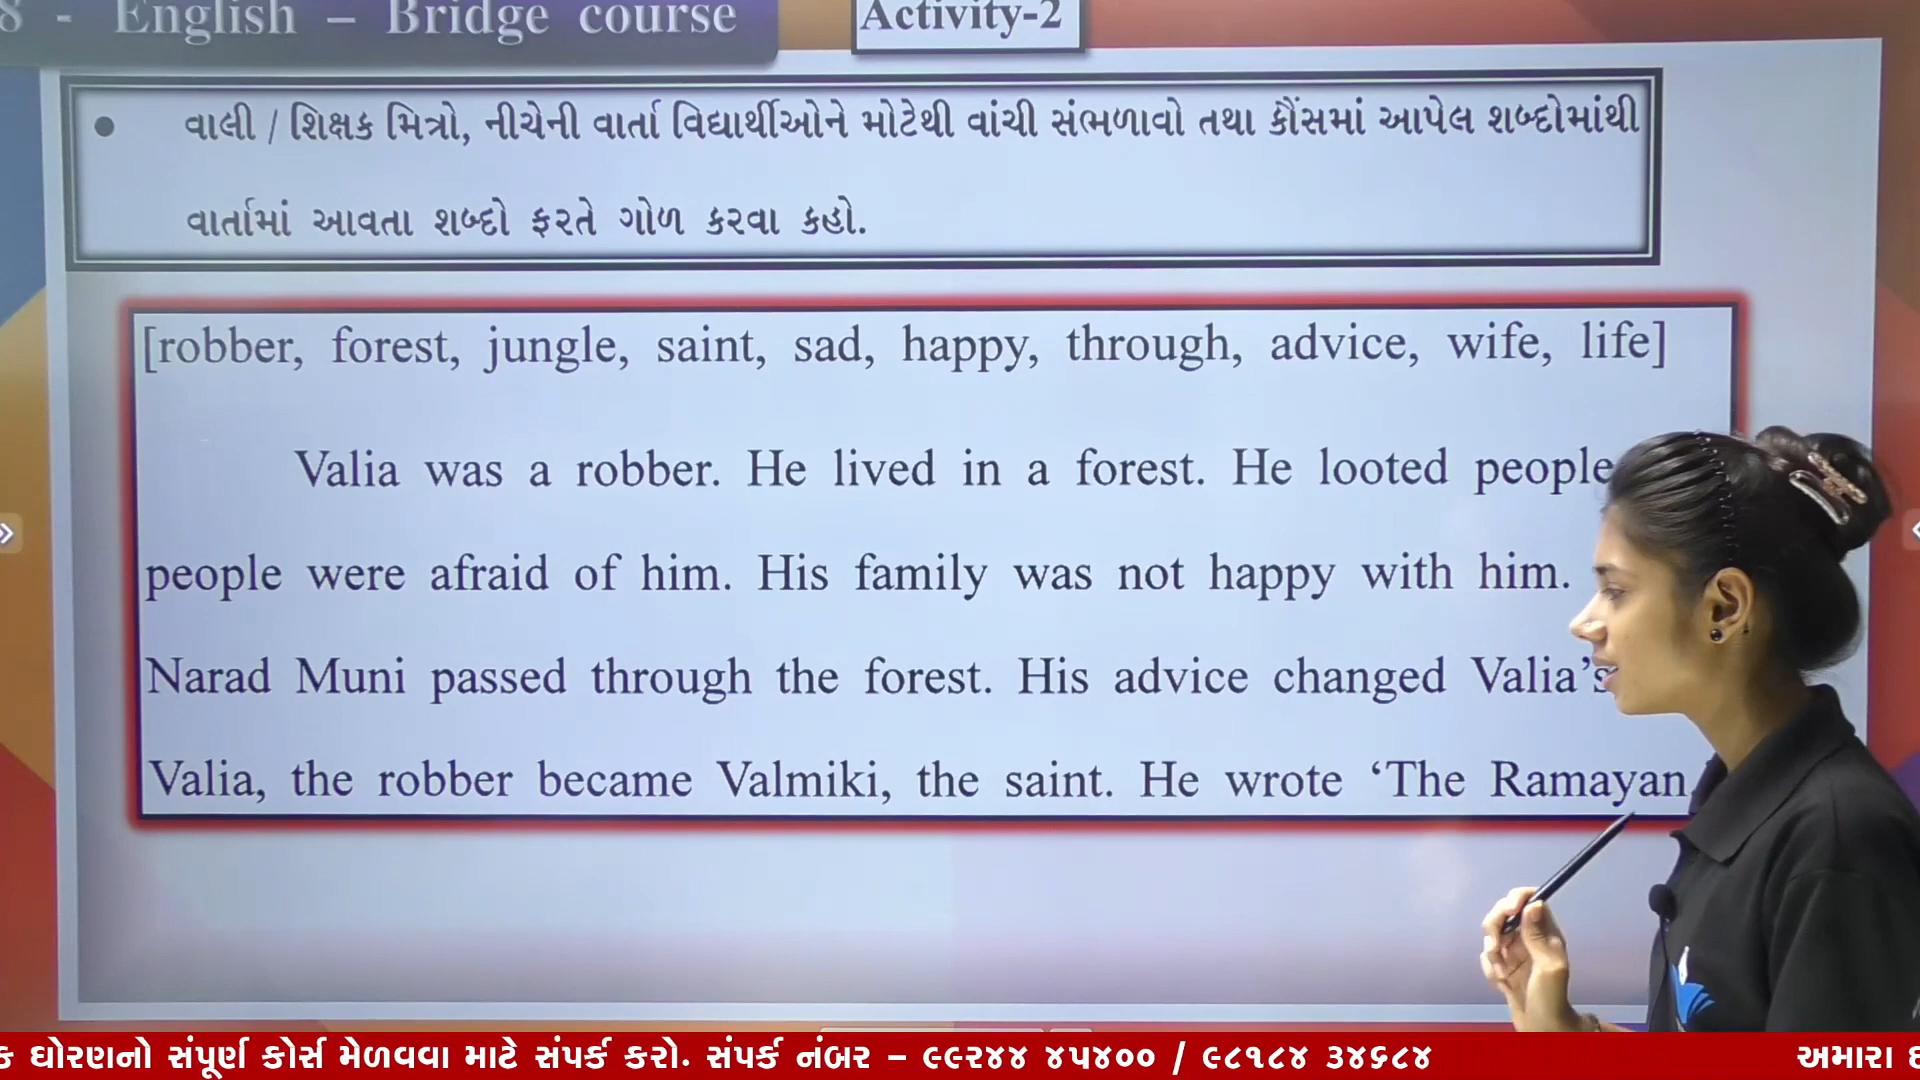 8 - English – Bridge course
Activity-2
વાલી / શિક્ષક મિત્રો, નીચેની વાર્તા વિદ્યાર્થીઓને મોટેથી વાંચી સંભળાવો તથા કૌંસમાં આપેલ શબ્દોમાંથી
વાર્તામાં આવતા શબ્દો ફરતે ગોળ કરવા કહો.
[robber, forest, jungle, saint, sad, happy, through, advice, wife, life]
Valia was a robber. He lived in a forest. He looted people
people were afraid of him. His family was not happy with him.
Narad Muni passed through the forest. His advice changed Valia’s
Valia, the robber became Valmiki, the saint. He wrote ‘The Ramayan
ધોરણનો સંપૂર્ણ કોર્સ મેળવવા માટે સંપર્ક કરો. સંપર્ક નંબર – ૯૯૨૪૪ ૪૫૪૦૦ / ૯૮૧૮૪ ૩૪૬૮૪
અમારા